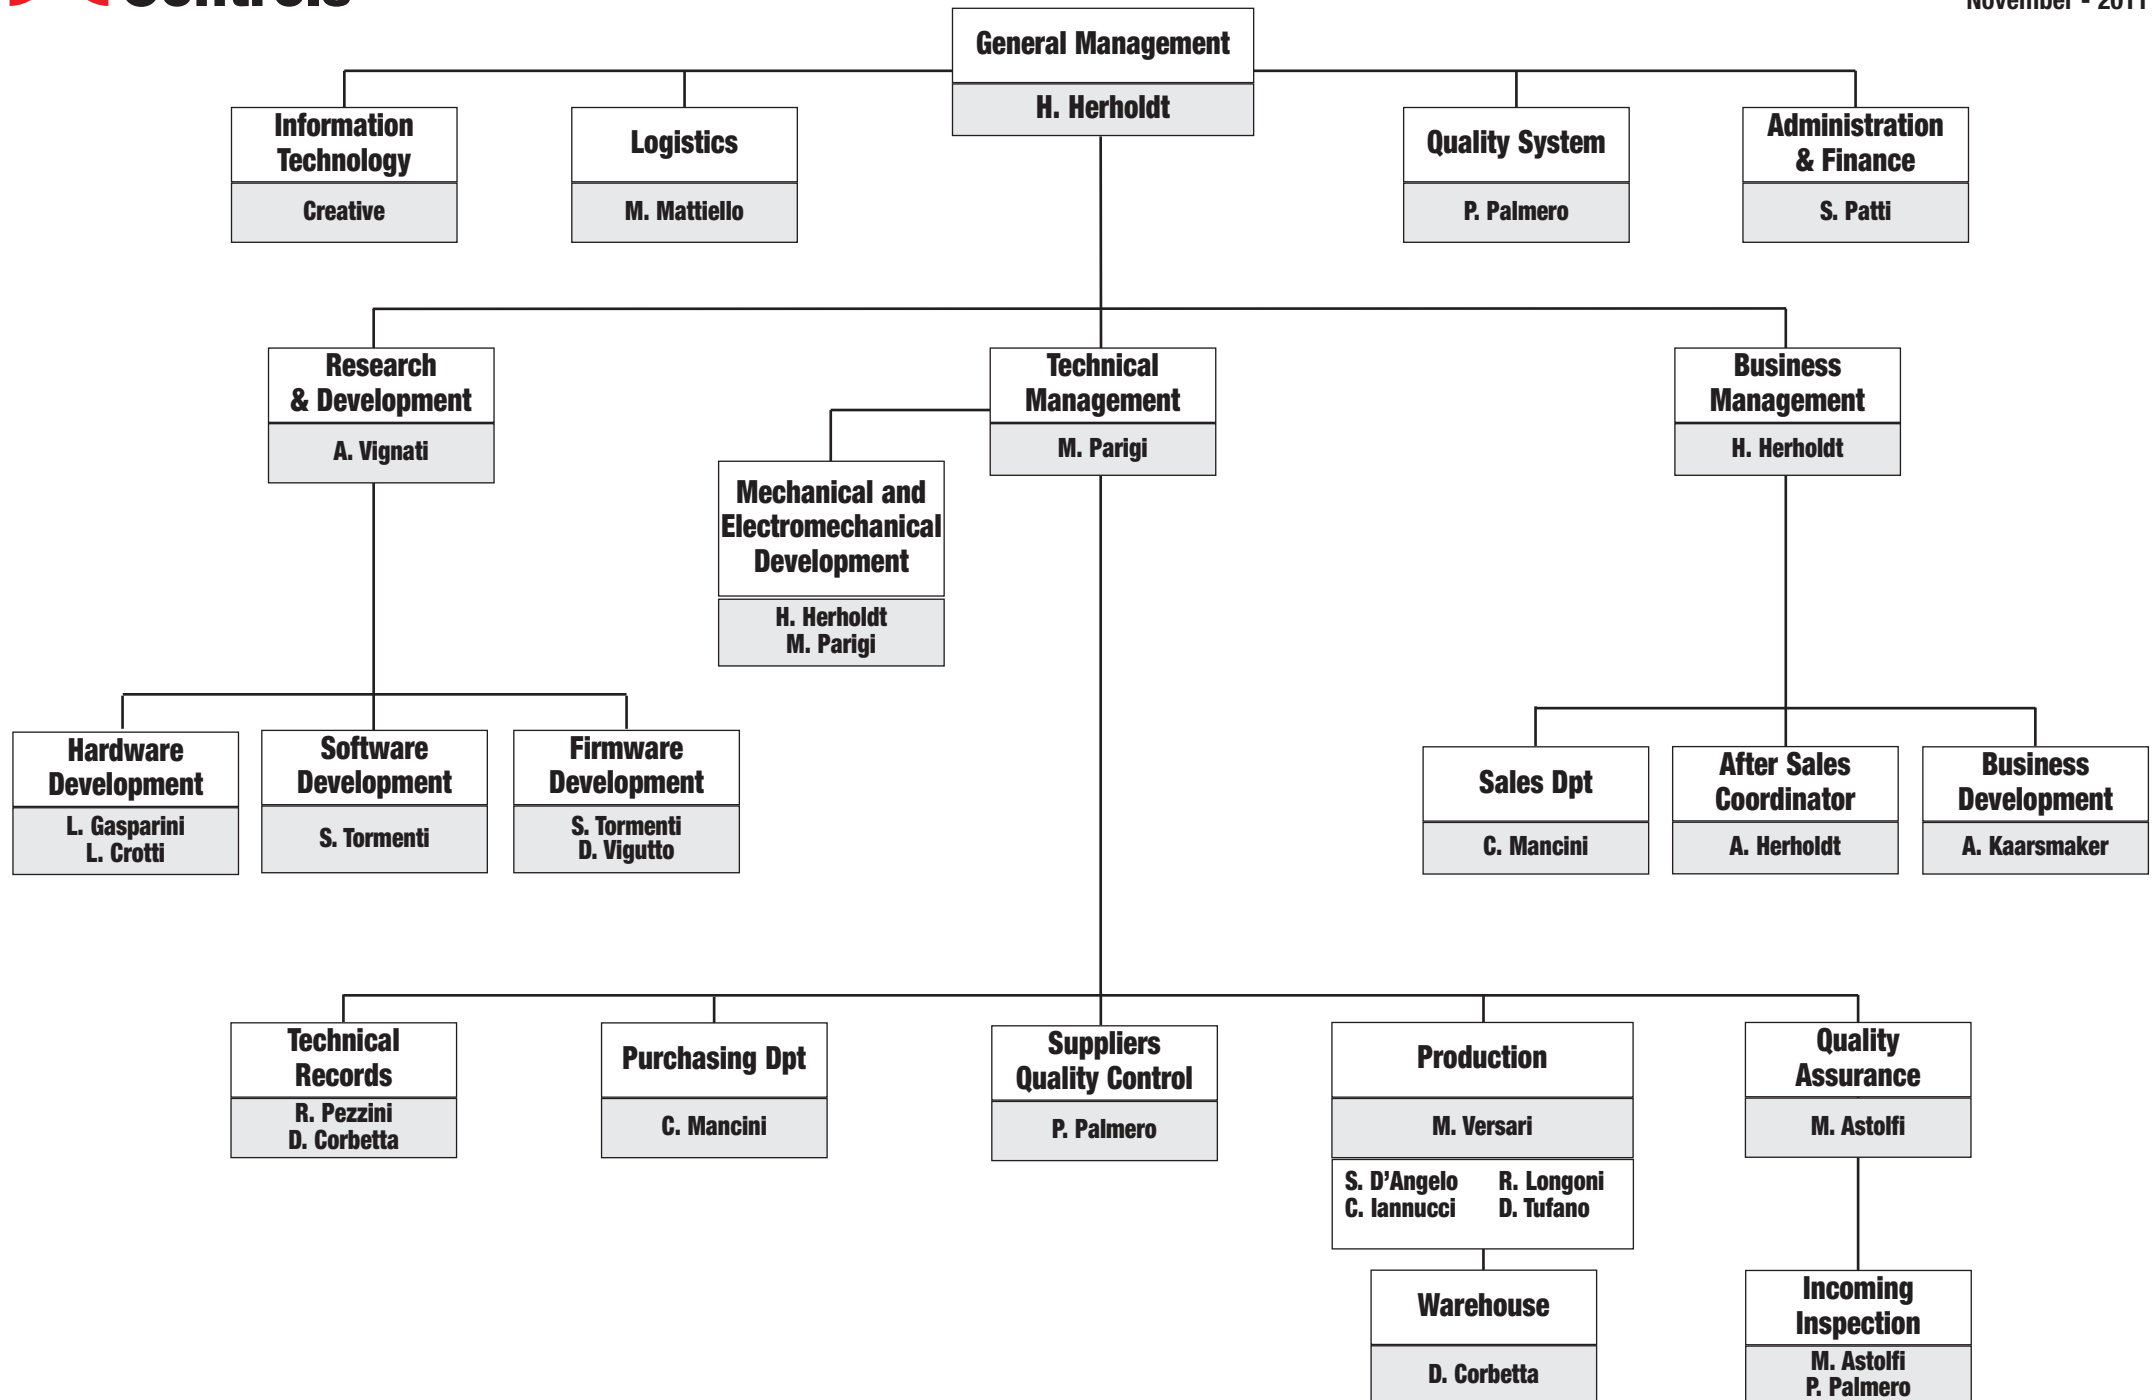 Controls
November - 2011
General Management
H. Herholdt
Information
Technology
Creative
Logistics
M. Mattiello
Quality System
P. Palmero
Administration
& Finance
S. Patti
Research
& Development
A. Vignati
Technical
Management
M. Parigi
Business
Management
H. Herholdt
Mechanical and
Electromechanical
Development
H. Herholdt
M. Parigi
Hardware
Development
L. Gasparini
L. Crotti
Software
Development
S. Tormenti
Firmware
Development
S. Tormenti
D. Vigutto
Sales Dpt
C. Mancini
After Sales
Coordinator
A. Herholdt
Business
Development
A. Kaarsmaker
Technical
Records
R. Pezzini
D. Corbetta
Purchasing Dpt
C. Mancini
Suppliers
Quality Control
P. Palmero
Production
M. Versari
S. D’Angelo R. Longoni
C. Iannucci D. Tufano
Quality
Assurance
M. Astolfi
Warehouse
D. Corbetta
Incoming
Inspection
M. Astolfi
P. Palmero